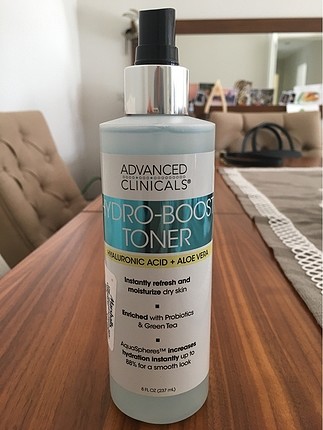 ADVANCED
CLINICALS®
HYDRO-BOOST
TONER
HYALURONIC ACID + ALOE VERA
Instantly refresh and
moisturize dry skin
Enriched with Probiotics
& Green Tea
AquaSpheres™ increases
hydration instantly up to
88% for a smooth look
8 FL OZ (237 mL)